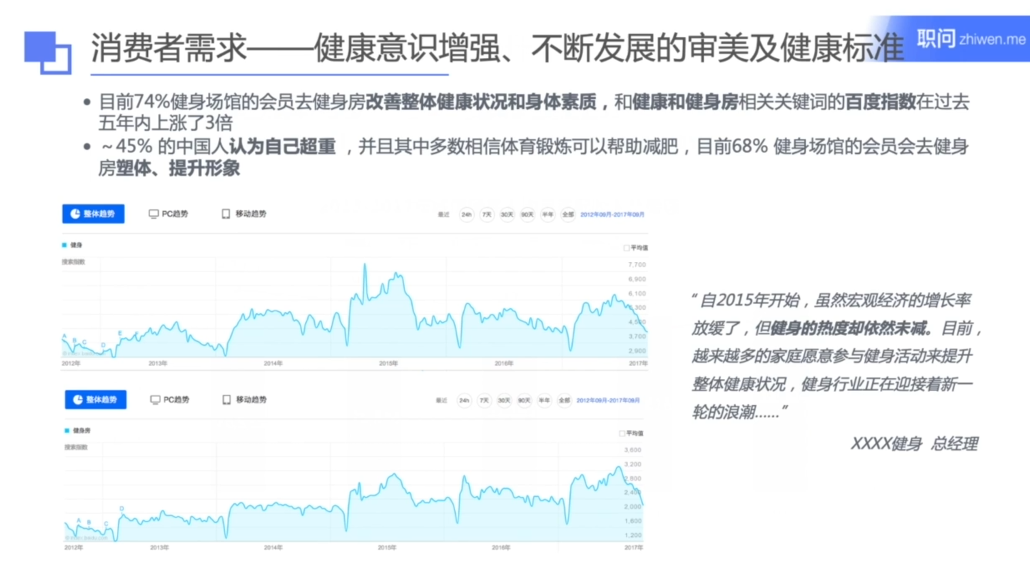 消费者需求——健康意识增强、不断发展的审美及健康标准
职问 zhiwen.me
• 目前74%健身场馆的会员去健身房改善整体健康状况和身体素质，和健康和健身房相关关键词的百度指数在过去
五年内上涨了3倍
• ～45% 的中国人认为自己超重 ，并且其中多数相信体育锻炼可以帮助减肥，目前68% 健身场馆的会员会去健身
房塑体、提升形象
整体趋势 PC趋势 移动趋势 最近 24h 7天 30天 90天 半年 全部 2012年08月-2017年08月
健身 平均值
搜索指数
7,700
6,900
6,100
5,300
4,500
3,700
2,900
A B C D E F
2012年 2013年 2014年 2015年 2016年 2017年
整体趋势 PC趋势 移动趋势 最近 24h 7天 30天 90天 半年 全部 2012年08月-2017年08月
健身房 平均值
搜索指数
3,600
3,200
2,800
2,400
2,000
1,600
1,200
A B C D
2012年 2013年 2014年 2015年 2016年 2017年
“ 自2015年开始，虽然宏观经济的增长率
放缓了，但健身的热度却依然未减。目前，
越来越多的家庭愿意参与健身活动来提升
整体健康状况，健身行业正在迎接着新一
轮的浪潮……”
XXXX健身 总经理